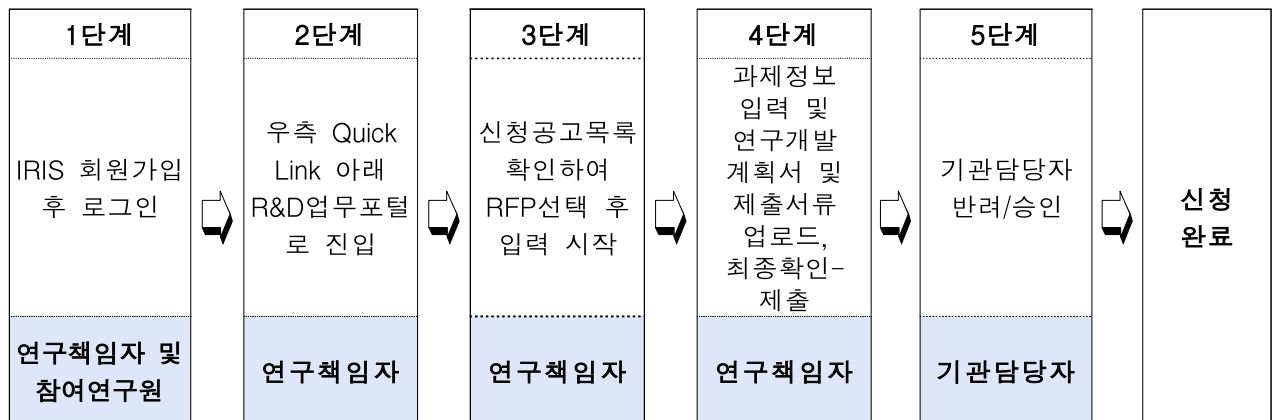 1단계
IRIS 회원가입
후 로그인
연구책임자 및
참여연구원
2단계
우측 Quick
Link 아래
R&D업무포털
로 진입
연구책임자
3단계
신청공고목록
확인하여
RFP선택 후
입력 시작
연구책임자
4단계
과제정보
입력 및
연구개발
계획서 및
제출서류
업로드,
최종확인-
제출
연구책임자
5단계
기관담당자
반려/승인
기관담당자
신청
완료